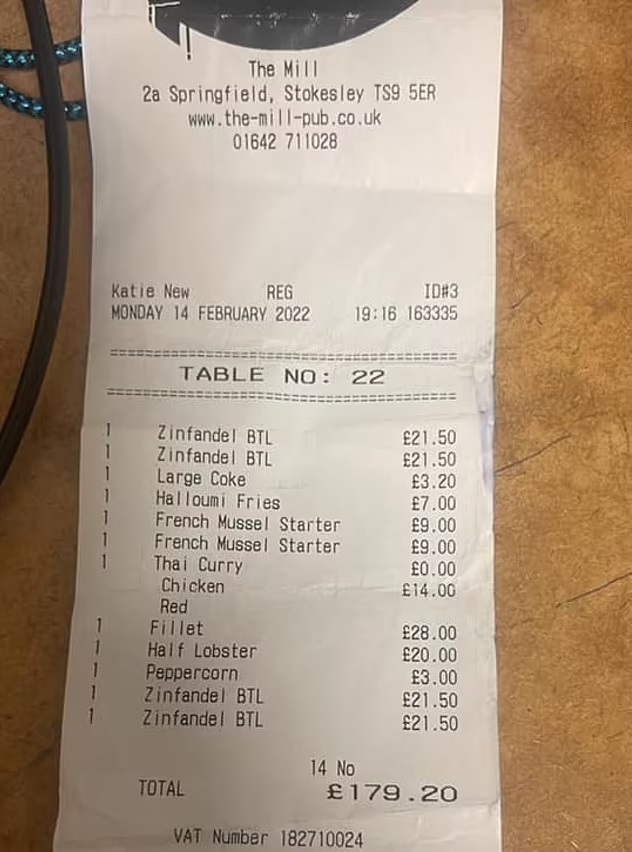 The Mill
2a Springfield, Stokesley TS9 5ER
www.the-mill-pub.co.uk
01642 711028
Katie New REG ID#3
MONDAY 14 FEBRUARY 2022 19:16 163335
TABLE NO: 22
1 Zinfandel BTL £21.50
1 Zinfandel BTL £21.50
1 Large Coke £3.20
1 Halloumi Fries £7.00
1 French Mussel Starter £9.00
1 French Mussel Starter £9.00
1 Thai Curry £0.00
Chicken £14.00
Red
1 Fillet £28.00
1 Half Lobster £20.00
1 Peppercorn £3.00
1 Zinfandel BTL £21.50
1 Zinfandel BTL £21.50
14 No
TOTAL £179.20
VAT Number 182710024